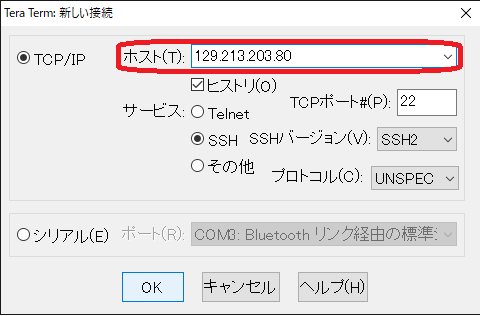 Tera Term: 新しい接続
TCP/IP
ホスト(T): 129.213.203.80
ヒストリ(O)
サービス: Telnet TCPポート#(P): 22
SSH SSHバージョン(V): SSH2
その他 プロトコル(C): UNSPEC
シリアル(E) ポート(R): COM3: Bluetooth リンク経由の標準
OK キャンセル ヘルプ(H)